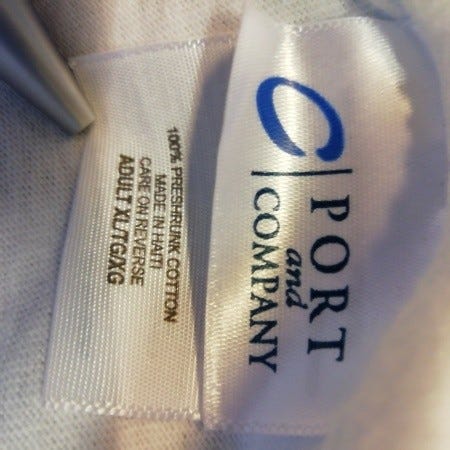 C
PORT
and
COMPANY
100% PRESHRUNK COTTON
MADE IN HAITI
CARE ON REVERSE
ADULT XL/TG/XG